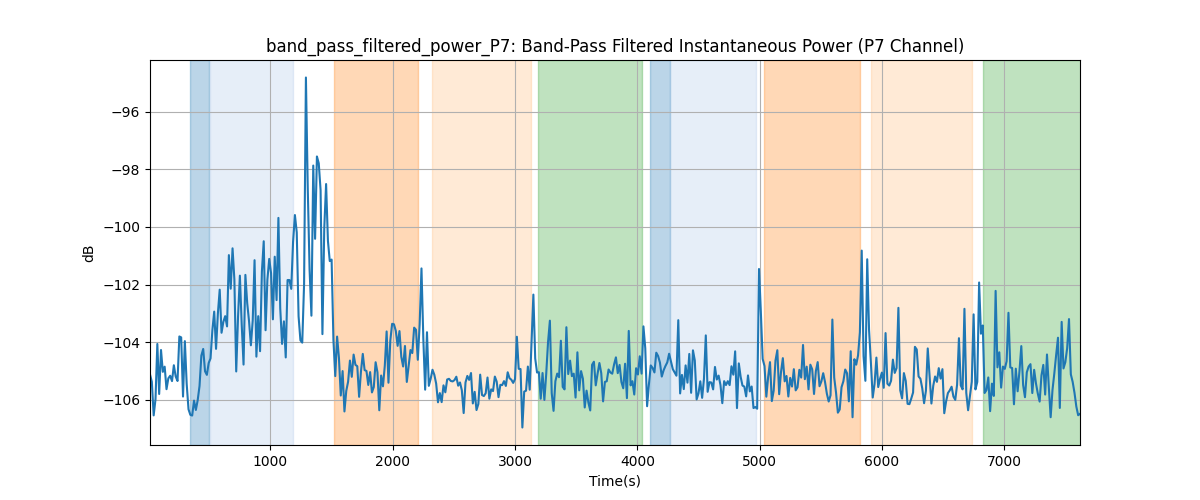 band_pass_filtered_power_P7: Band-Pass Filtered Instantaneous Power (P7 Channel)
−96
−98
−100
−102
−104
−106
dB
1000 2000 3000 4000 5000 6000 7000
Time(s)